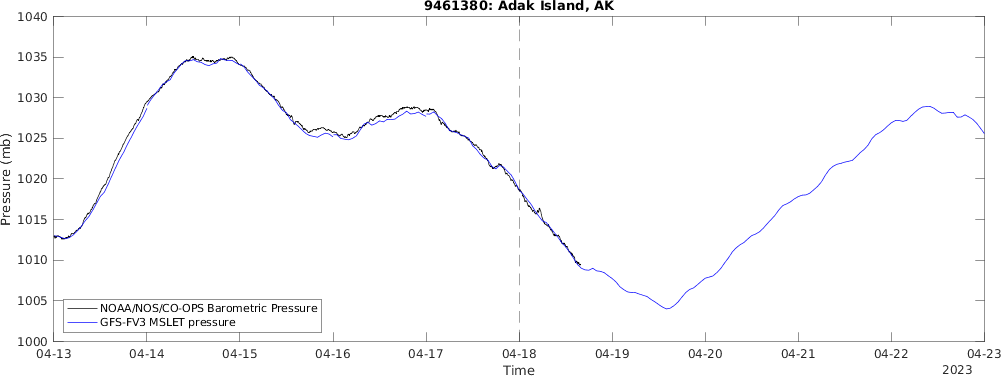 9461380: Adak Island, AK
Pressure (mb)
1040
1035
1030
1025
1020
1015
1010
1005
1000
NOAA/NOS/CO-OPS Barometric Pressure
GFS-FV3 MSLET pressure
04-13 04-14 04-15 04-16 04-17 04-18 04-19 04-20 04-21 04-22 04-23
Time
2023